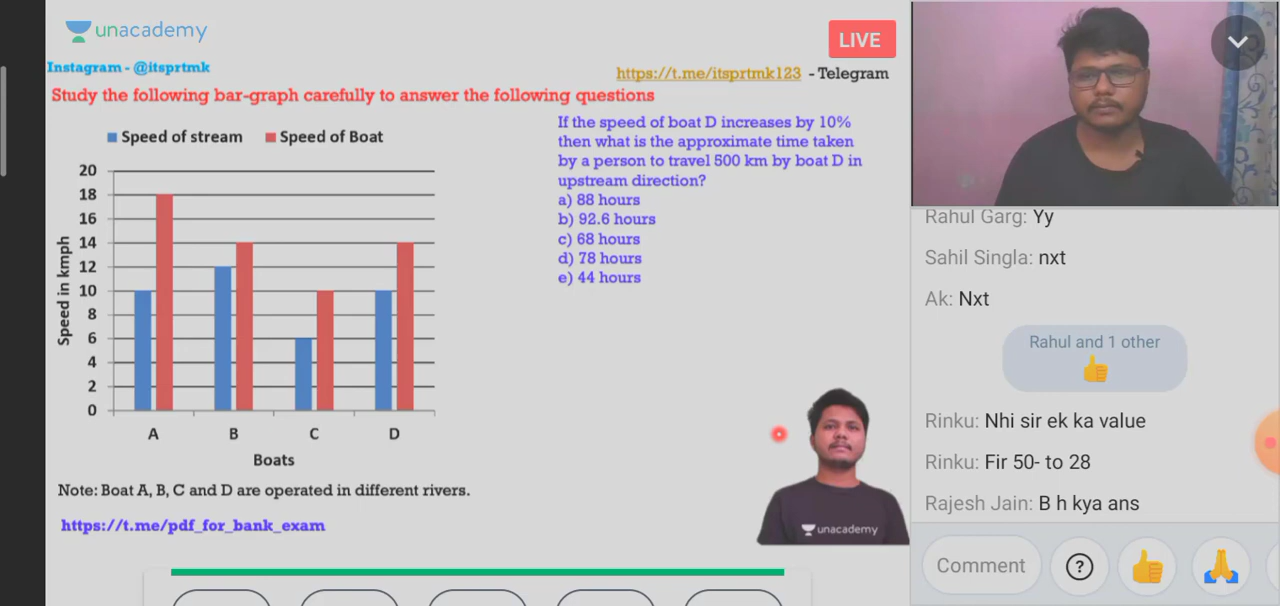 unacademy
LIVE
Instagram - @itsprtmk
https://t.me/itsprtmk123 - Telegram
Study the following bar-graph carefully to answer the following questions
Speed of stream
Speed of Boat
Speed in kmph
20
18
16
14
12
10
8
6
4
2
0
A
B
C
D
Boats
Note: Boat A, B, C and D are operated in different rivers.
https://t.me/pdf_for_bank_exam
If the speed of boat D increases by 10%
then what is the approximate time taken
by a person to travel 500 km by boat D in
upstream direction?
a) 88 hours
b) 92.6 hours
c) 68 hours
d) 78 hours
e) 44 hours
unacademy
Rahul Garg: Yy
Sahil Singla: nxt
Ak: Nxt
Rahul and 1 other
Rinku: Nhi sir ek ka value
Rinku: Fir 50- to 28
Rajesh Jain: B h kya ans
Comment
?